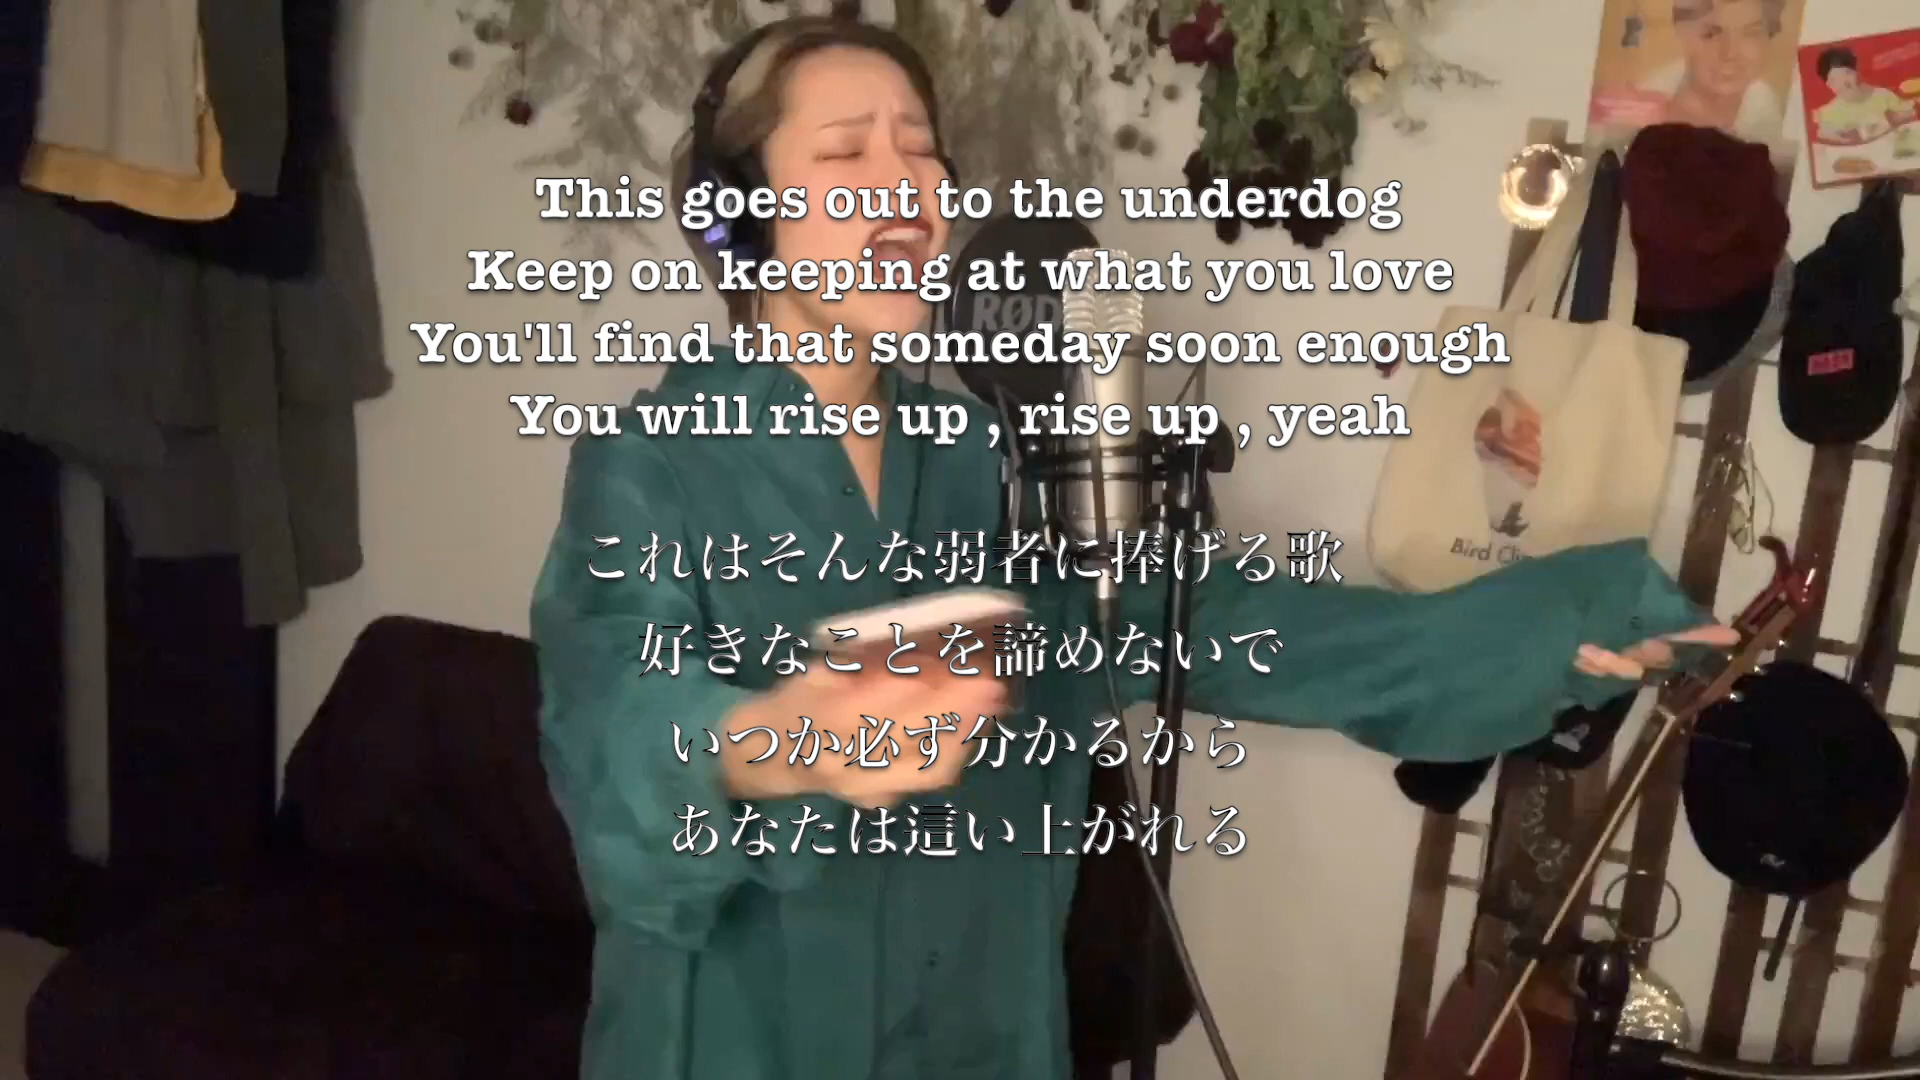 This goes out to the underdog
Keep on keeping at what you love
You'll find that someday soon enough
You will rise up , rise up , yeah
これはそんな弱者に捧げる歌
好きなことを諦めないで
いつか必ず分かるから
あなたは這い上がれる
RØD
Bird